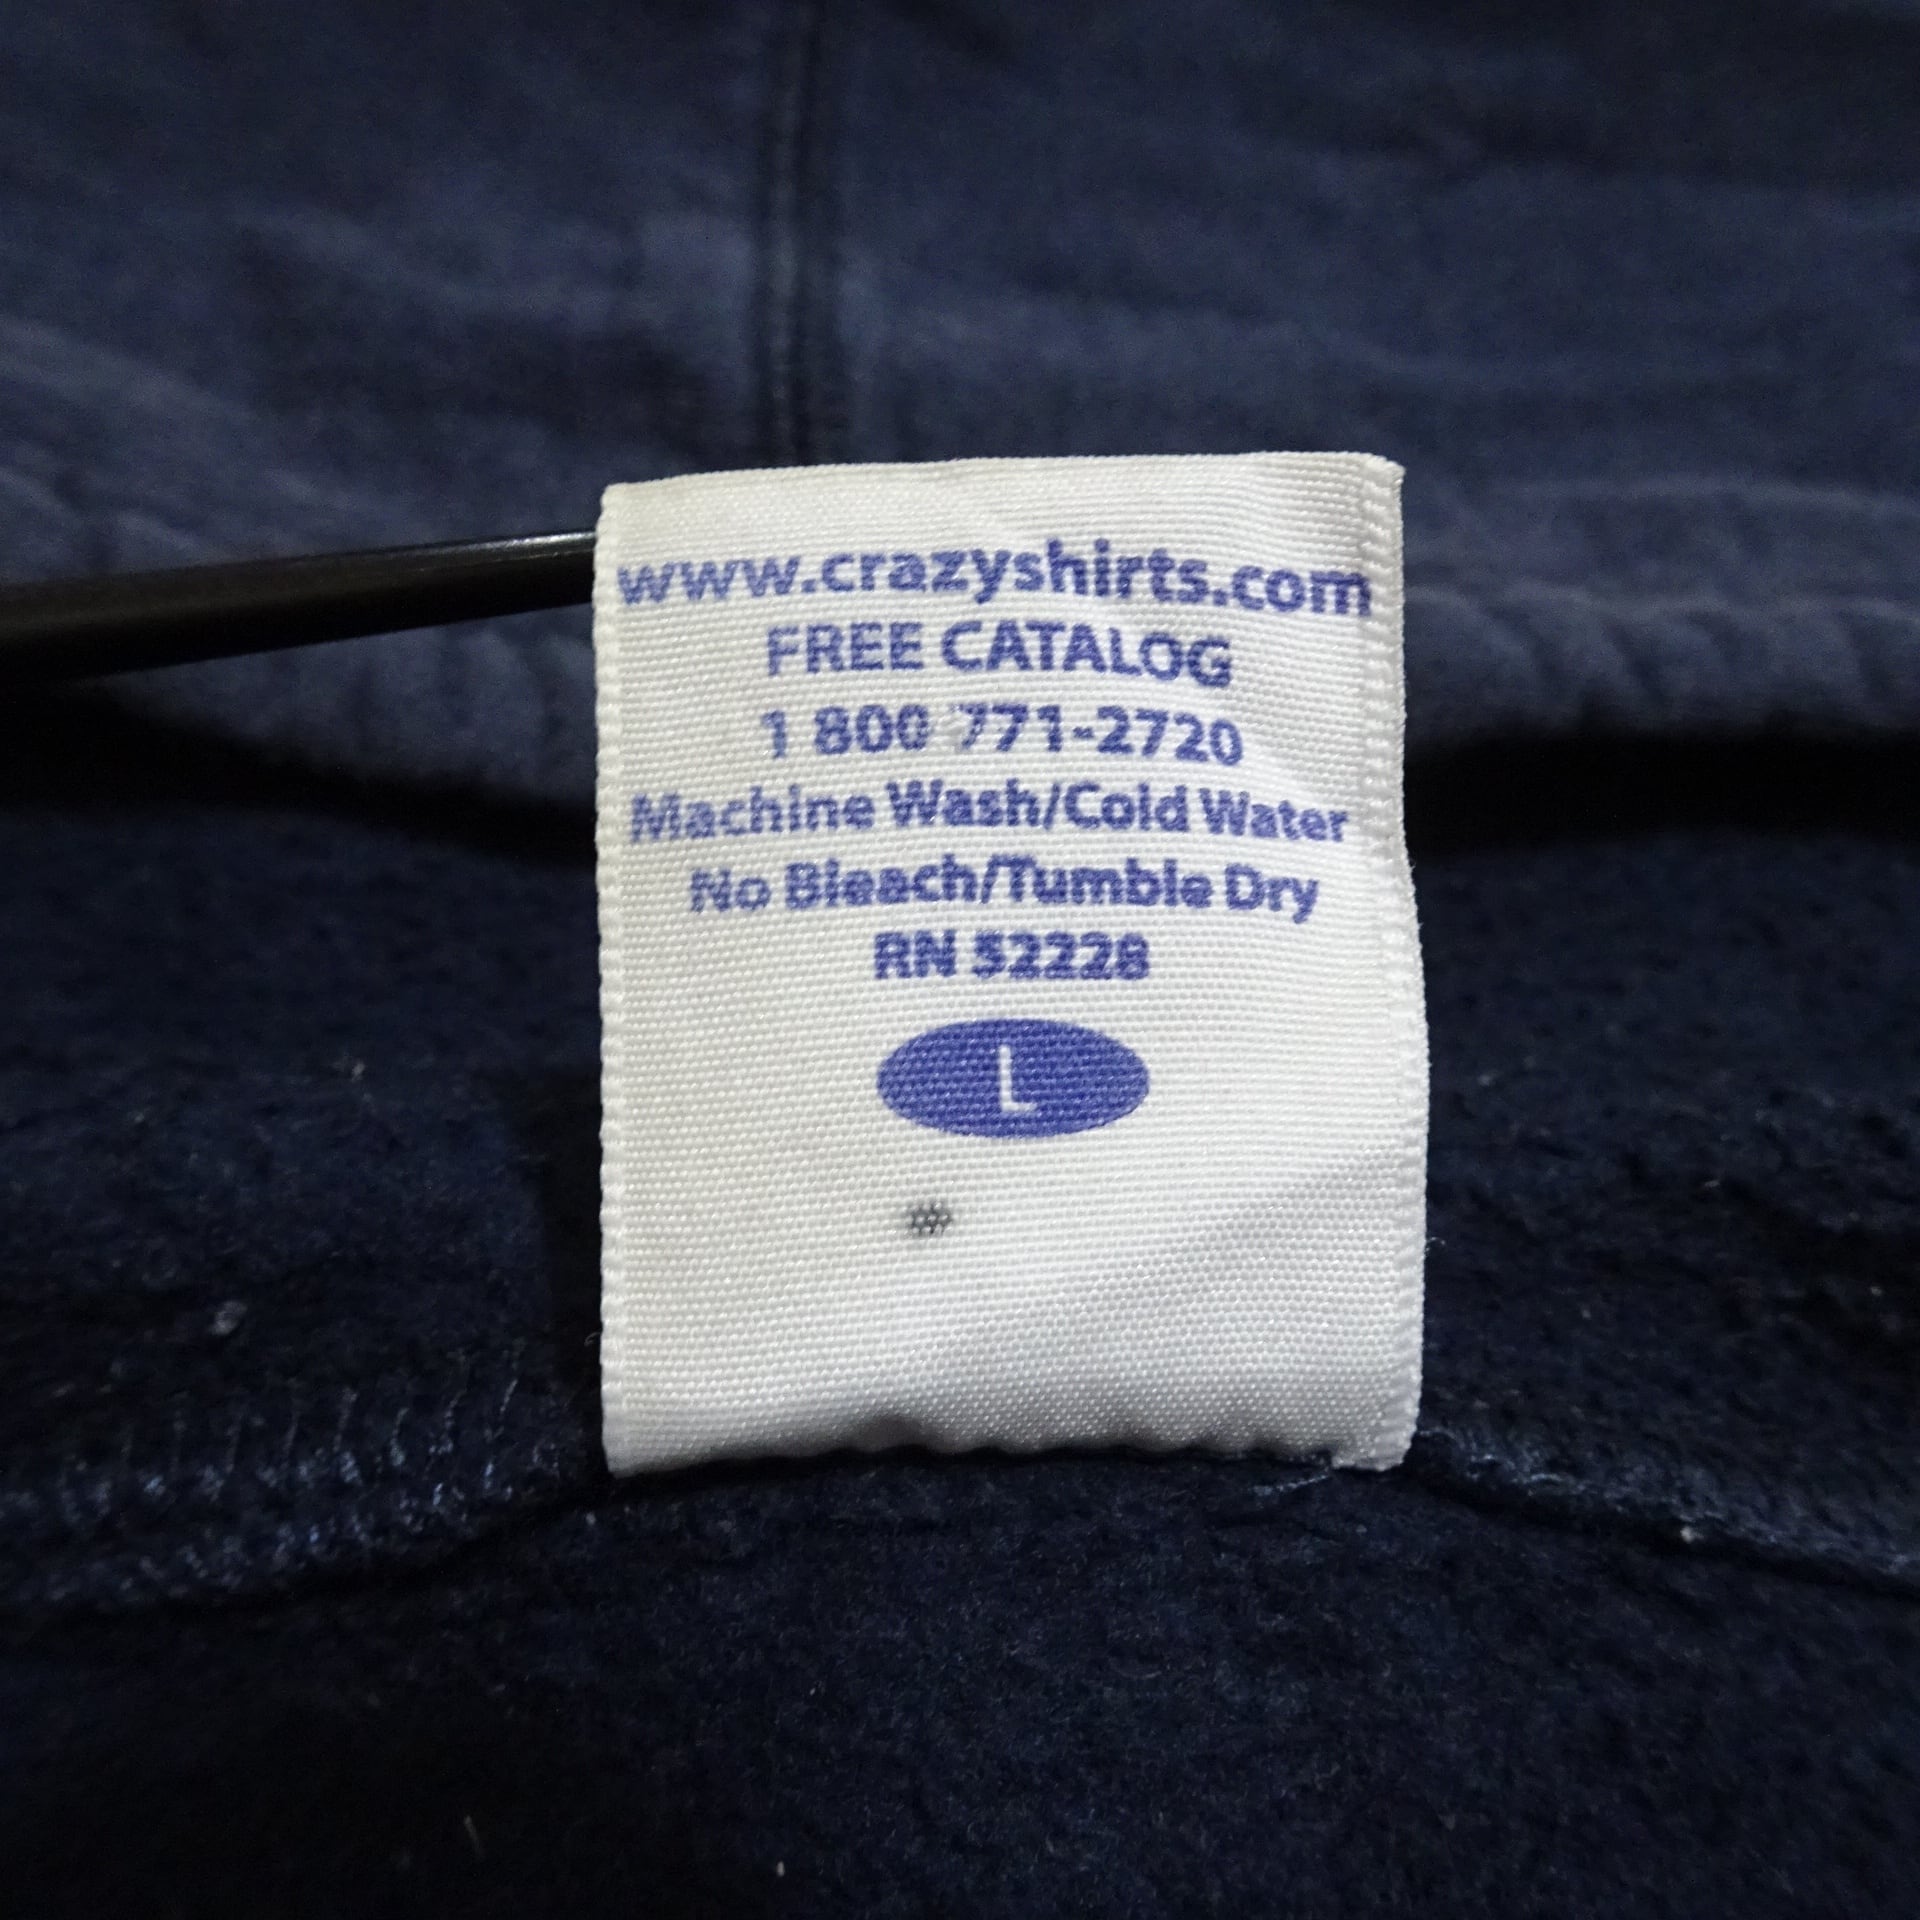 www.crazyshirts.com
FREE CATALOG
1 800 771-2720
Machine Wash/Cold Water
No Bleach/Tumble Dry
RN 52228
L